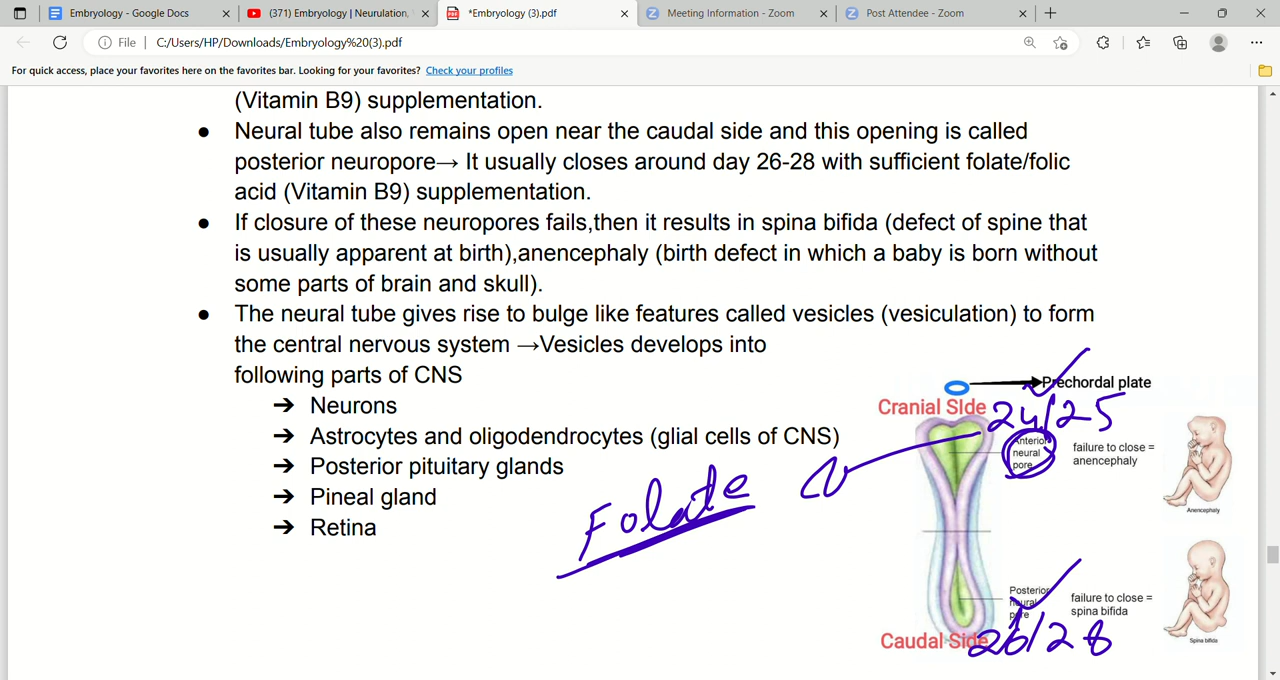 Embryology - Google Docs
(371) Embryology | Neurulation,
*Embryology (3).pdf
Meeting Information - Zoom
Post Attendee - Zoom
File
C:/Users/HP/Downloads/Embryology%20(3).pdf
For quick access, place your favorites here on the favorites bar. Looking for your favorites? Check your profiles
(Vitamin B9) supplementation.
● Neural tube also remains open near the caudal side and this opening is called
posterior neuropore→ It usually closes around day 26-28 with sufficient folate/folic
acid (Vitamin B9) supplementation.
● If closure of these neuropores fails,then it results in spina bifida (defect of spine that
is usually apparent at birth),anencephaly (birth defect in which a baby is born without
some parts of brain and skull).
● The neural tube gives rise to bulge like features called vesicles (vesiculation) to form
the central nervous system →Vesicles develops into
following parts of CNS
➔ Neurons
➔ Astrocytes and oligodendrocytes (glial cells of CNS)
➔ Posterior pituitary glands
➔ Pineal gland
➔ Retina
Folate
Prechordal plate
Cranial SIde
24/25
Anterior
neural
pore
failure to close =
anencephaly
Anencephaly
Posterior
neural
pore
failure to close =
spina bifida
Spina bifida
Caudal Side
26/28